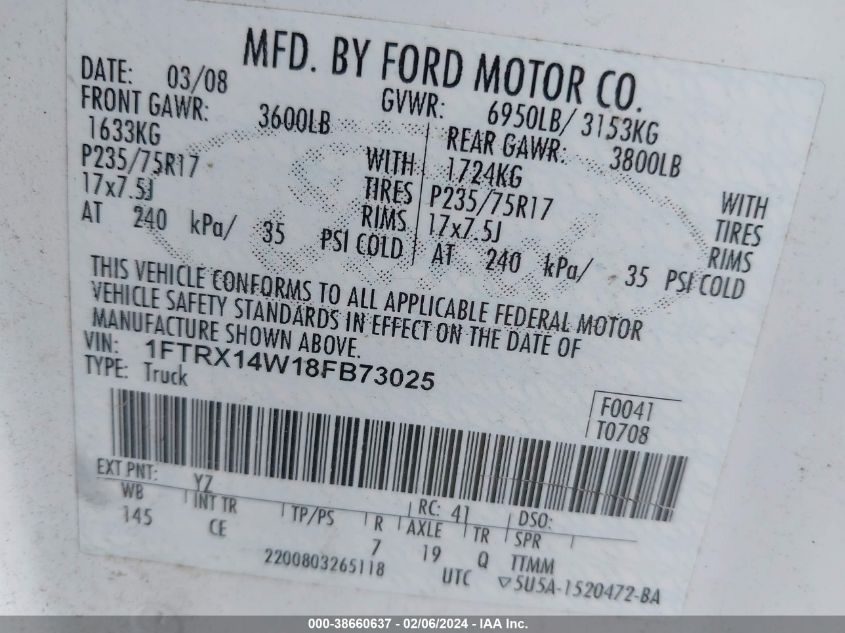 MFD. BY FORD MOTOR CO.
DATE: 03/08 GVWR: 6950LB/ 3153KG
FRONT GAWR: 3600LB REAR GAWR: 3800LB
1633KG WITH 1724KG WITH
P235/75R17 TIRES P235/75R17 TIRES
17x7.5J RIMS 17x7.5J RIMS
AT 240 kPa/ 35 PSI COLD AT 240 kPa/ 35 PSI COLD
THIS VEHICLE CONFORMS TO ALL APPLICABLE FEDERAL MOTOR
VEHICLE SAFETY STANDARDS IN EFFECT ON THE DATE OF
MANUFACTURE SHOWN ABOVE.
VIN: 1FTRX14W18FB73025
TYPE: Truck
F0041
T0708
EXT PNT: YZ RC: 41 DSO:
WB INT TR TP/PS R AXLE TR SPR
145 CE 7 19 Q TTMM
2200803265118 UTC ▽5U5A-1520472-BA
000-38660637 - 02/06/2024 - IAA Inc.